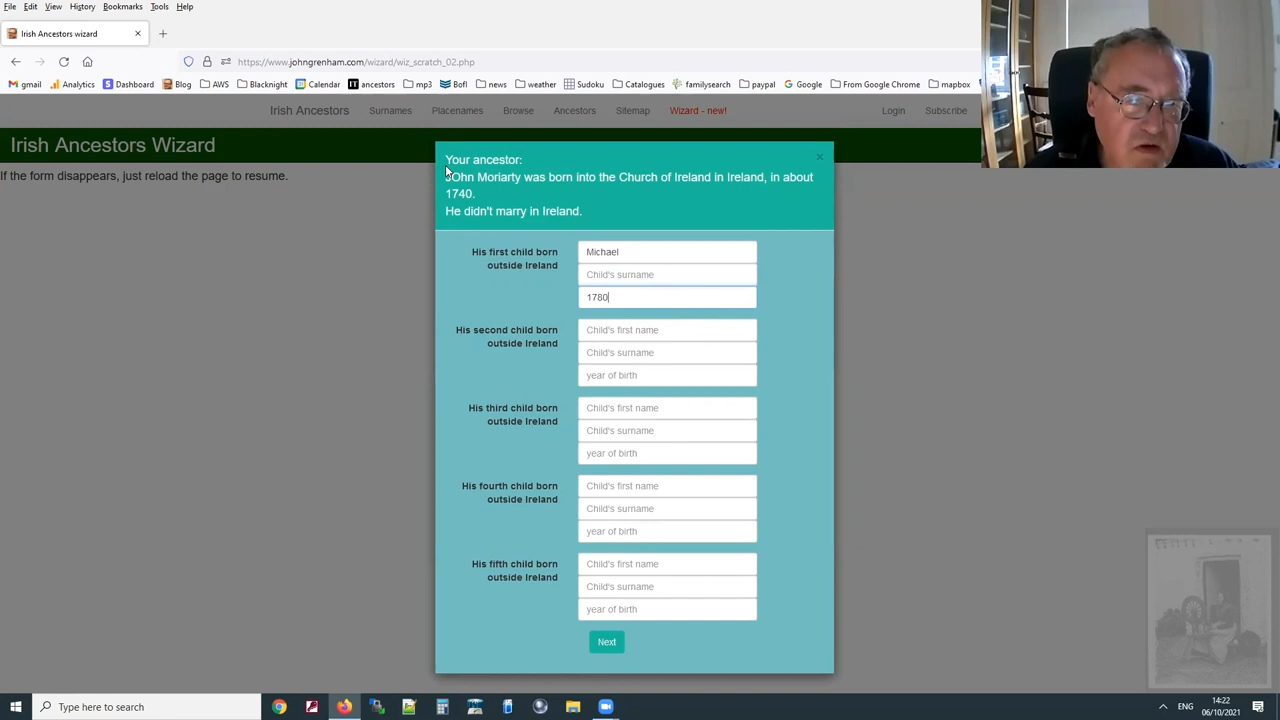 File Edit View History Bookmarks Tools Help
Irish Ancestors wizard
https://www.johngrenham.com/wizard/wiz_scratch_02.php
gmail Analytics Dashboard Blog AWS Blacknight Calendar ancestors mp3 BofI news weather Sudoku Catalogues familysearch paypal Google From Google Chrome mapbox
Irish Ancestors Surnames Placenames Browse Ancestors Sitemap Wizard - new! Login Subscribe
Irish Ancestors Wizard
If the form disappears, just reload the page to resume.
Your ancestor:
JOhn Moriarty was born into the Church of Ireland in Ireland, in about
1740.
He didn't marry in Ireland.
His first child born
outside Ireland
Michael
Child's surname
1780
His second child born
outside Ireland
Child's first name
Child's surname
year of birth
His third child born
outside Ireland
Child's first name
Child's surname
year of birth
His fourth child born
outside Ireland
Child's first name
Child's surname
year of birth
His fifth child born
outside Ireland
Child's first name
Child's surname
year of birth
Next
Type here to search
ENG
14:22
06/10/2021